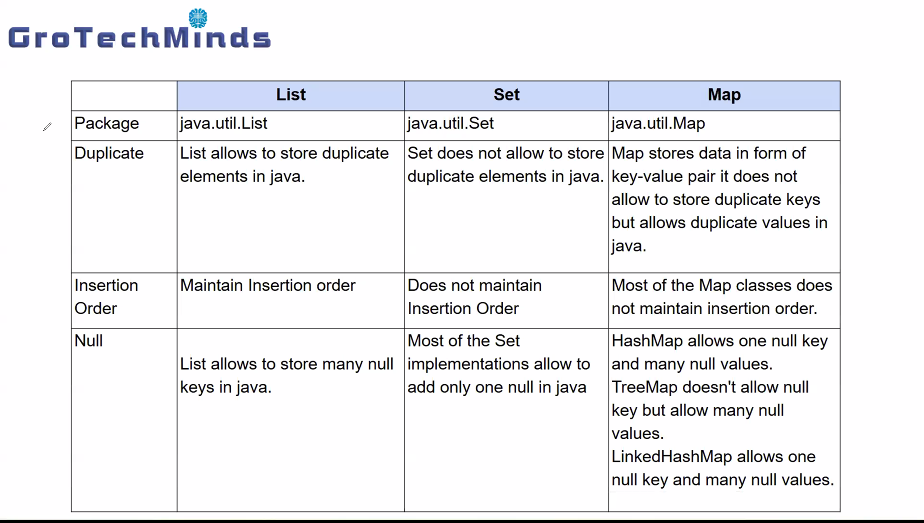 GroTechMinds
List Set Map
Package java.util.List java.util.Set java.util.Map
Duplicate List allows to store duplicate Set does not allow to store Map stores data in form of
elements in java. duplicate elements in java. key-value pair it does not
allow to store duplicate keys
but allows duplicate values in
java.
Insertion Maintain Insertion order Does not maintain Most of the Map classes does
Order Insertion Order not maintain insertion order.
Null Most of the Set HashMap allows one null key
List allows to store many null implementations allow to and many null values.
keys in java. add only one null in java TreeMap doesn't allow null
key but allow many null
values.
LinkedHashMap allows one
null key and many null values.